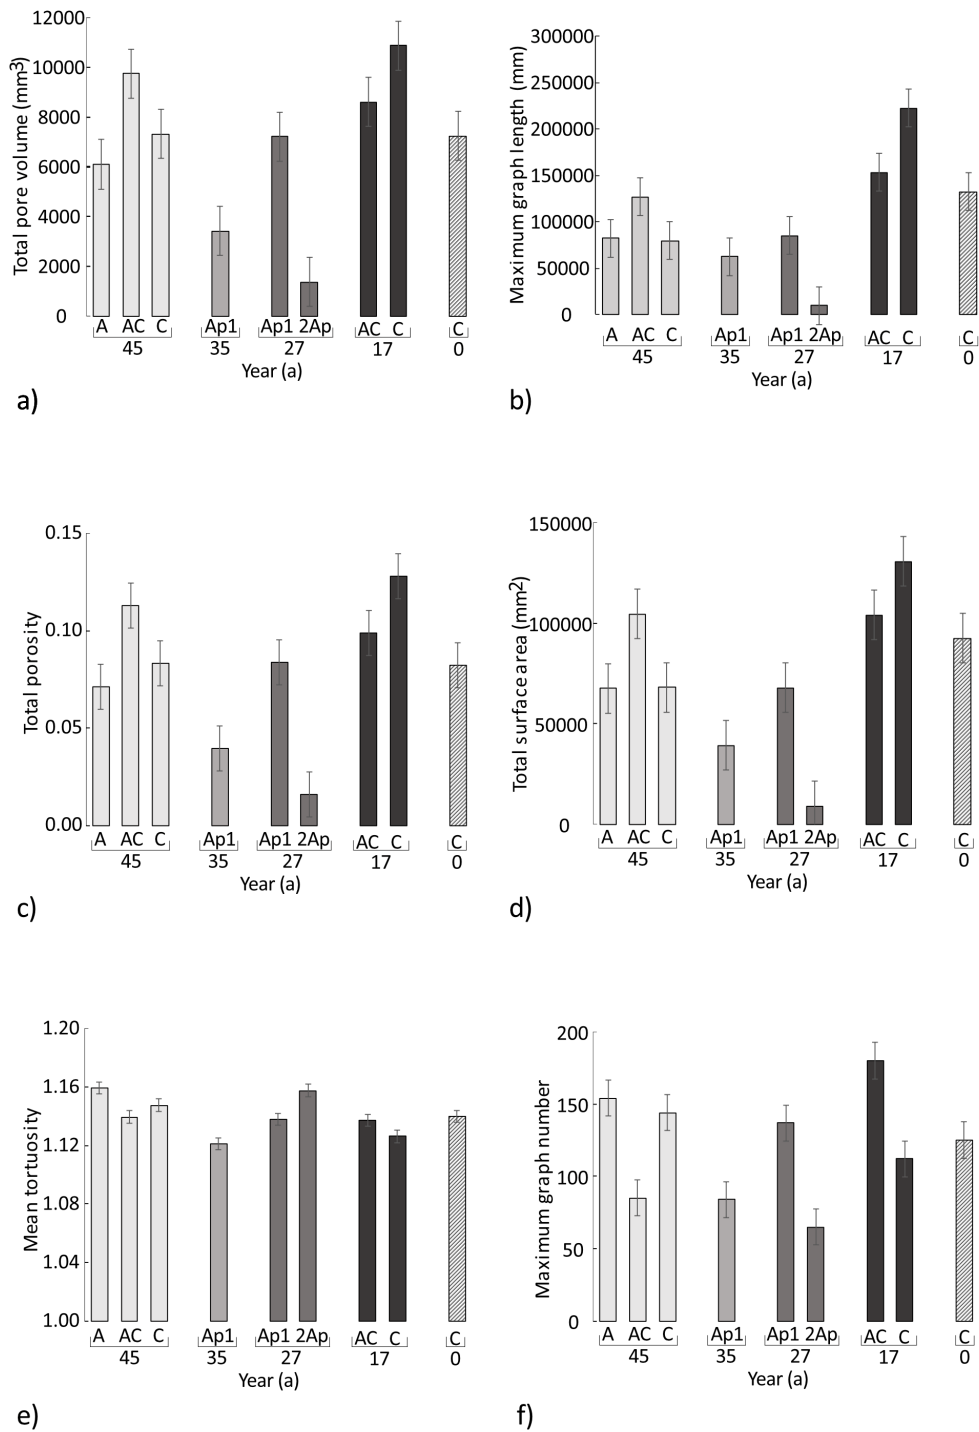 Total pore volume (mm³)
12000
10000
8000
6000
4000
2000
0
A AC C Ap1 Ap1 2Ap AC C C
45 35 27 17 0
Year (a)
a)
Maximum graph length (mm)
300000
250000
200000
150000
100000
50000
0
A AC C Ap1 Ap1 2Ap AC C C
45 35 27 17 0
Year (a)
b)
Total porosity
0.15
0.10
0.05
0.00
A AC C Ap1 Ap1 2Ap AC C C
45 35 27 17 0
Year (a)
c)
Total surface area (mm²)
150000
100000
50000
0
A AC C Ap1 Ap1 2Ap AC C C
45 35 27 17 0
Year (a)
d)
Mean tortuosity
1.20
1.16
1.12
1.08
1.04
1.00
A AC C Ap1 Ap1 2Ap AC C C
45 35 27 17 0
Year (a)
e)
Maximum graph number
200
150
100
50
0
A AC C Ap1 Ap1 2Ap AC C C
45 35 27 17 0
Year (a)
f)